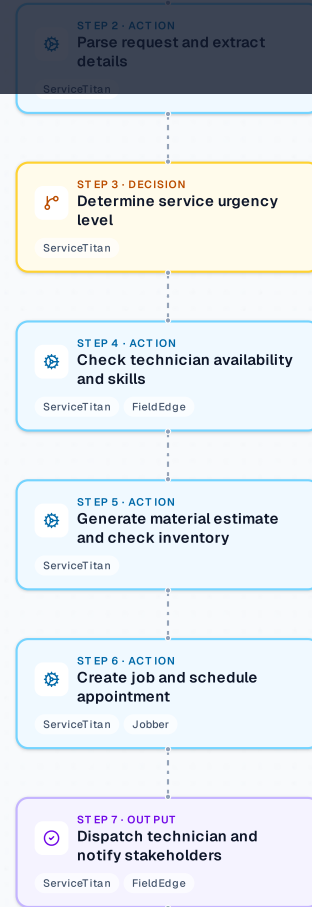 STEP 2 · ACTION
Parse request and extract
details
ServiceTitan
STEP 3 · DECISION
Determine service urgency
level
ServiceTitan
STEP 4 · ACTION
Check technician availability
and skills
ServiceTitan FieldEdge
STEP 5 · ACTION
Generate material estimate
and check inventory
ServiceTitan
STEP 6 · ACTION
Create job and schedule
appointment
ServiceTitan Jobber
STEP 7 · OUTPUT
Dispatch technician and
notify stakeholders
ServiceTitan FieldEdge